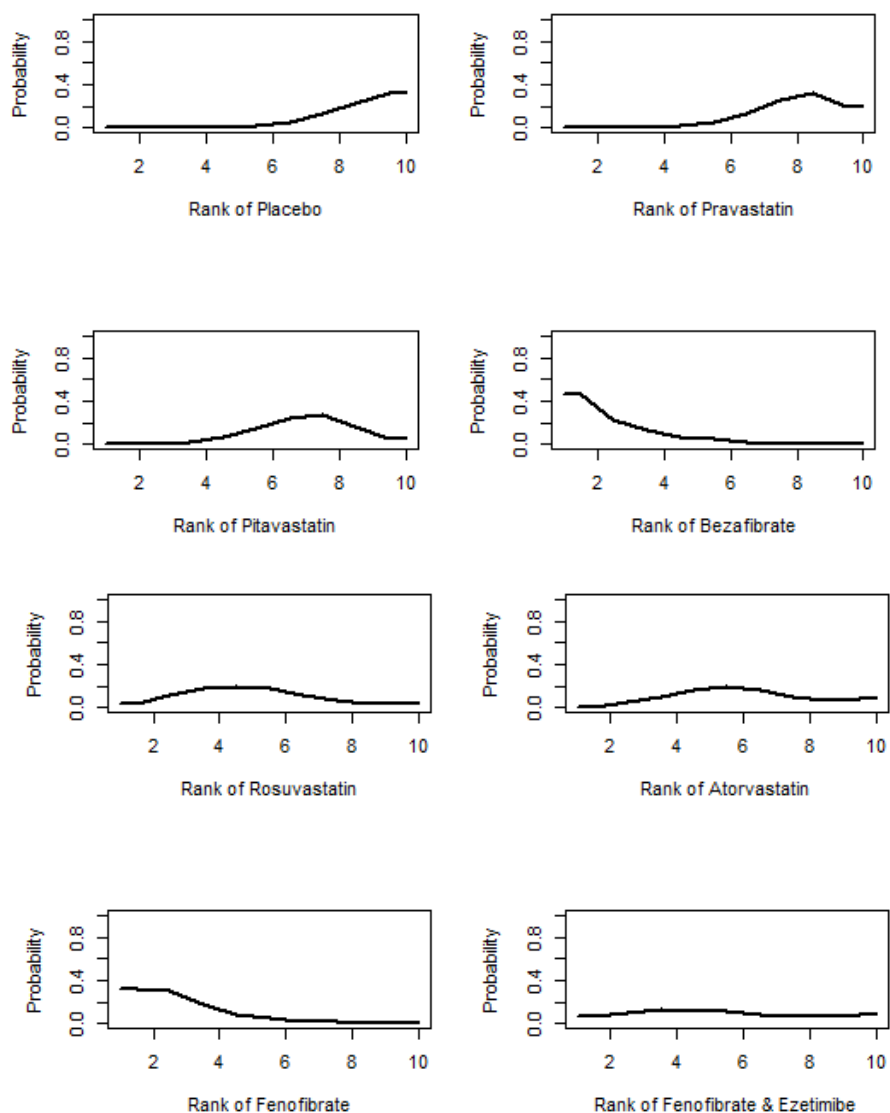 Probability
0.0 0.4 0.8
2 4 6 8 10
Rank of Placebo
Probability
0.0 0.4 0.8
2 4 6 8 10
Rank of Pravastatin
Probability
0.0 0.4 0.8
2 4 6 8 10
Rank of Pitavastatin
Probability
0.0 0.4 0.8
2 4 6 8 10
Rank of Bezafibrate
Probability
0.0 0.4 0.8
2 4 6 8 10
Rank of Rosuvastatin
Probability
0.0 0.4 0.8
2 4 6 8 10
Rank of Atorvastatin
Probability
0.0 0.4 0.8
2 4 6 8 10
Rank of Fenofibrate
Probability
0.0 0.4 0.8
2 4 6 8 10
Rank of Fenofibrate & Ezetimibe